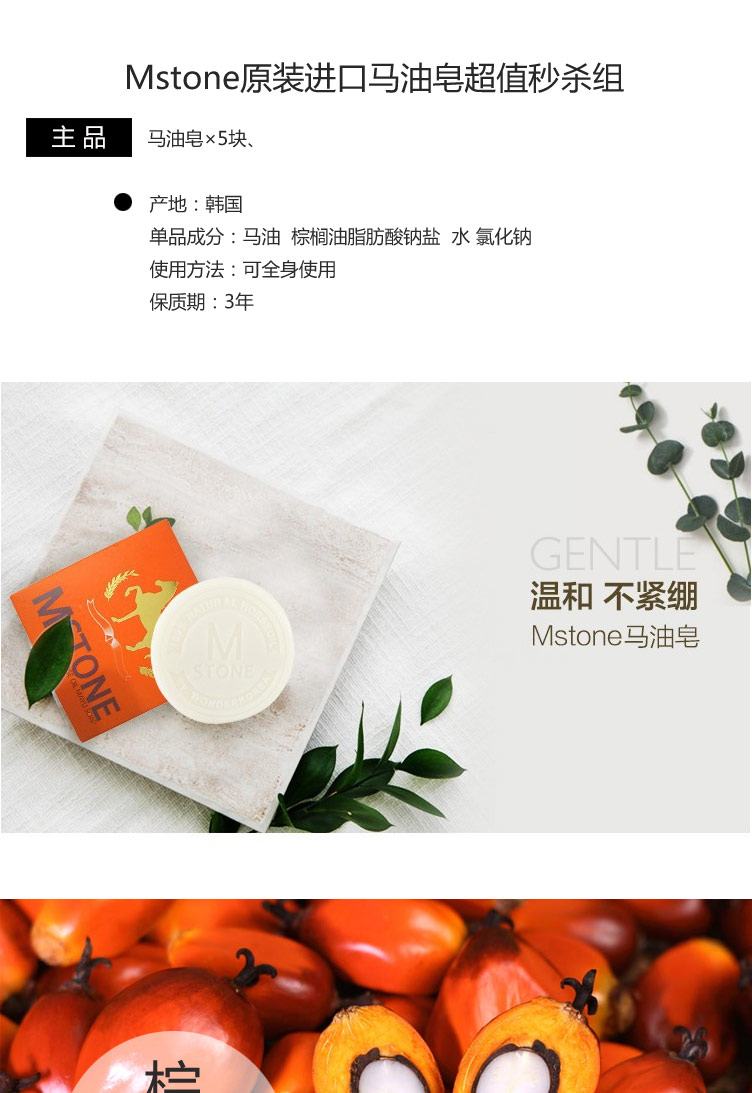 Mstone原装进口马油皂超值秒杀组
主品 马油皂×5块、
产地：韩国
单品成分：马油 棕榈油脂肪酸钠盐 水 氯化钠
使用方法：可全身使用
保质期：3年
GENTLE
温和 不紧绷
Mstone马油皂
MSTONE
M
STONE